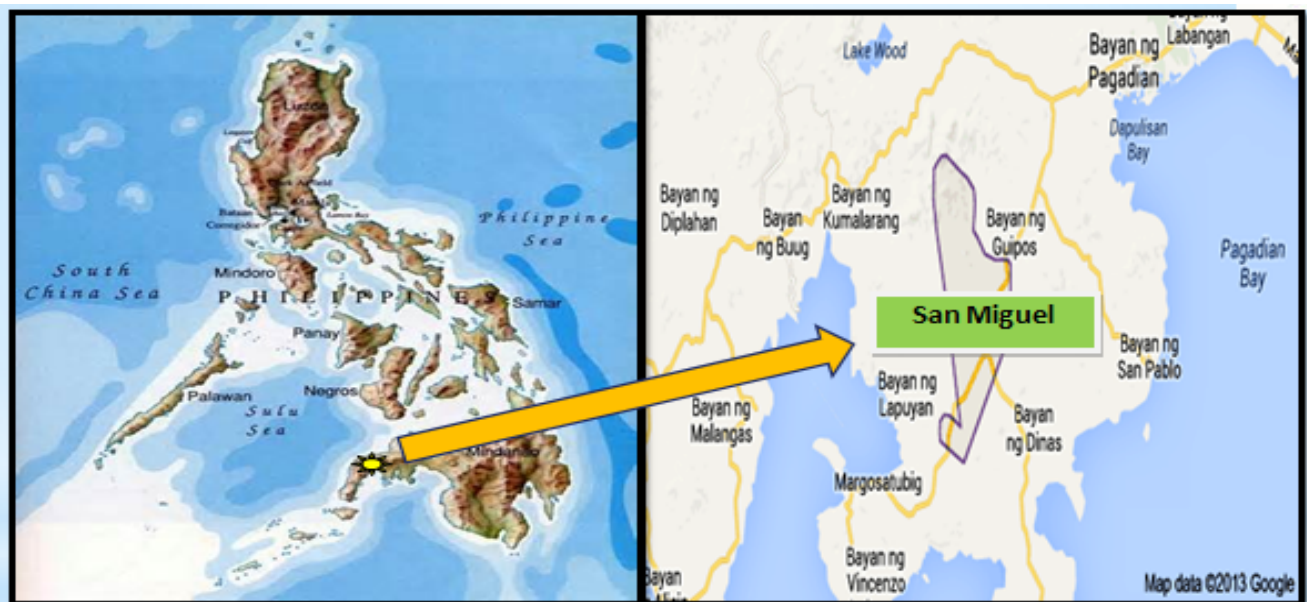 Luzon
Bataan
Corregidor
Philippine
Sea
South
China Sea
Mindoro
PHILIPPINES
Samar
Panay
Palawan
Negros
Sulu
Sea
Mindanao
Lake Wood
Bayan ng
Labangan
Bayan ng
Pagadian
Dapulisan
Bay
Bayan ng
Diplahan
Bayan
ng Buug
Bayan ng
Kumalarang
Bayan ng
Guipos
Pagadian
Bay
San Miguel
Bayan ng
San Pablo
Bayan ng
Lapuyan
Bayan ng
Malangas
Bayan
ng Dinas
Margosatubig
Bayan ng
Vincenzo
Bayan
Map data ©2013 Google